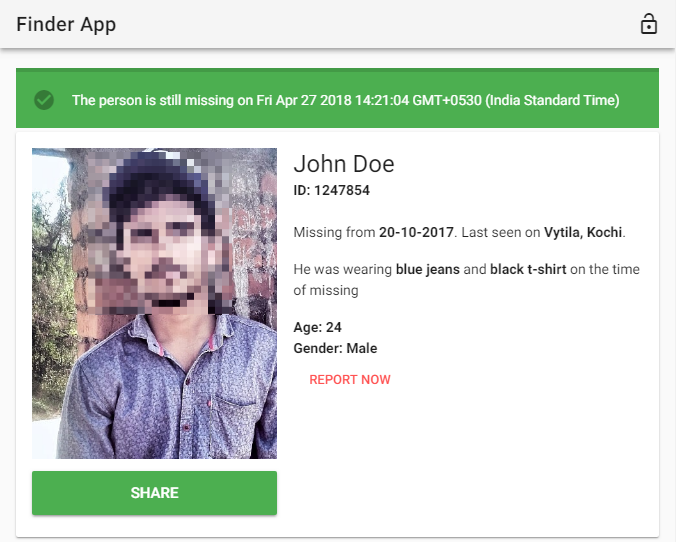 Finder App
The person is still missing on Fri Apr 27 2018 14:21:04 GMT+0530 (India Standard Time)
John Doe
ID: 1247854
Missing from 20-10-2017. Last seen on Vytila, Kochi.
He was wearing blue jeans and black t-shirt on the time
of missing
Age: 24
Gender: Male
REPORT NOW
SHARE